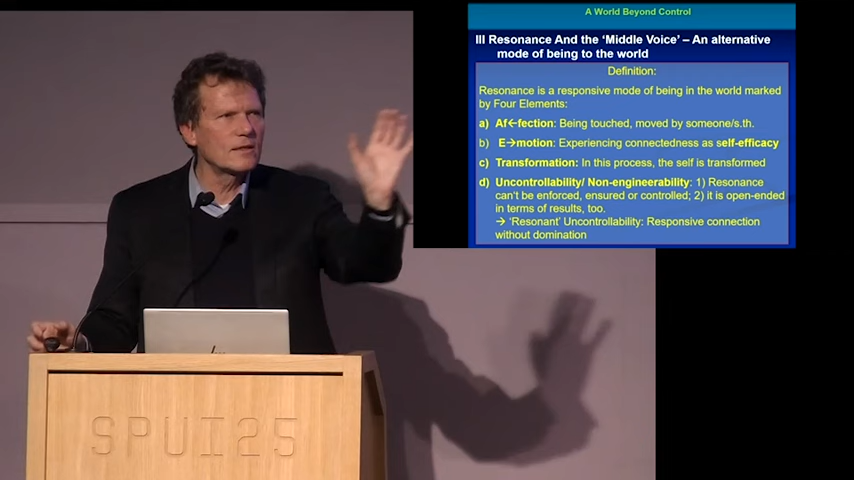 A World Beyond Control
III Resonance And the ‘Middle Voice’ – An alternative
mode of being to the world
Definition:
Resonance is a responsive mode of being in the world marked
by Four Elements:
a) Af←fection: Being touched, moved by someone/s.th.
b) E→motion: Experiencing connectedness as self-efficacy
c) Transformation: In this process, the self is transformed
d) Uncontrollability/ Non-engineerability: 1) Resonance
can't be enforced, ensured or controlled; 2) it is open-ended
in terms of results, too.
→ ‘Resonant’ Uncontrollability: Responsive connection
without domination
SPUI25